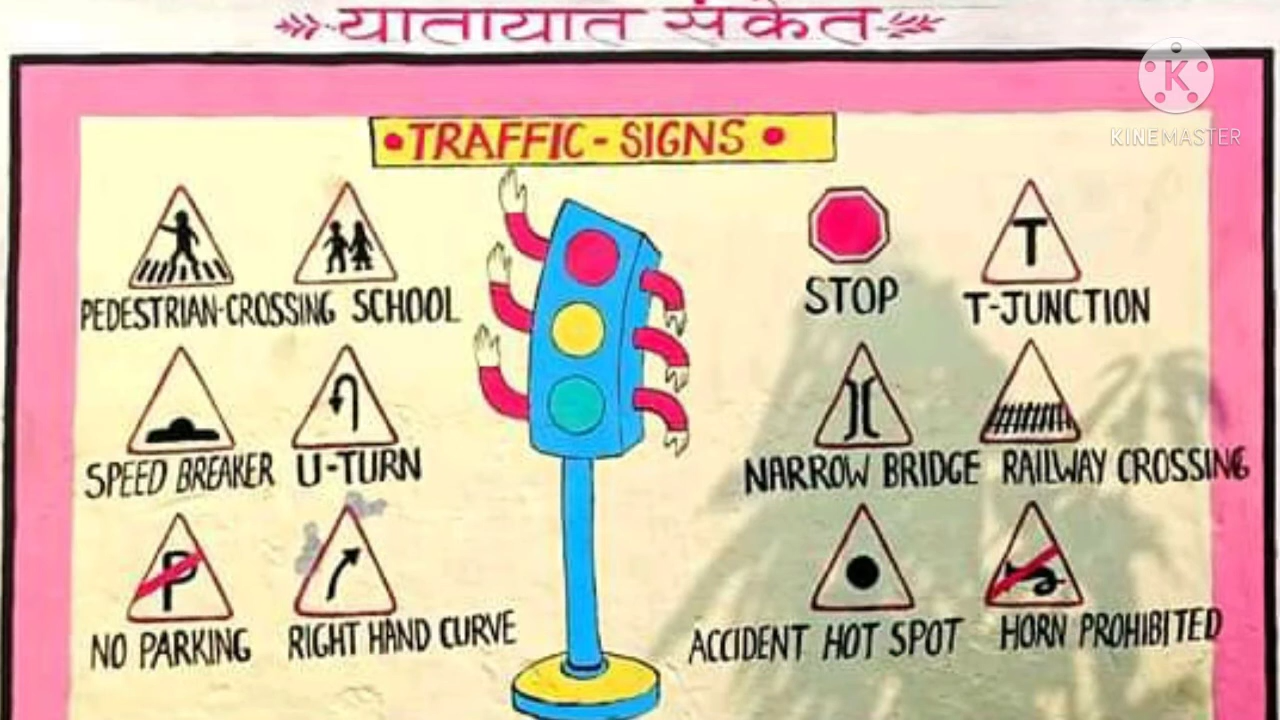 यातायात संकेत
K
KINEMASTER
TRAFFIC-SIGNS
PEDESTRIAN-CROSSING SCHOOL
STOP T-JUNCTION
T
SPEED BREAKER U-TURN
NARROW BRIDGE RAILWAY CROSSING
P
NO PARKING RIGHT HAND CURVE
ACCIDENT HOT SPOT HORN PROHIBITED